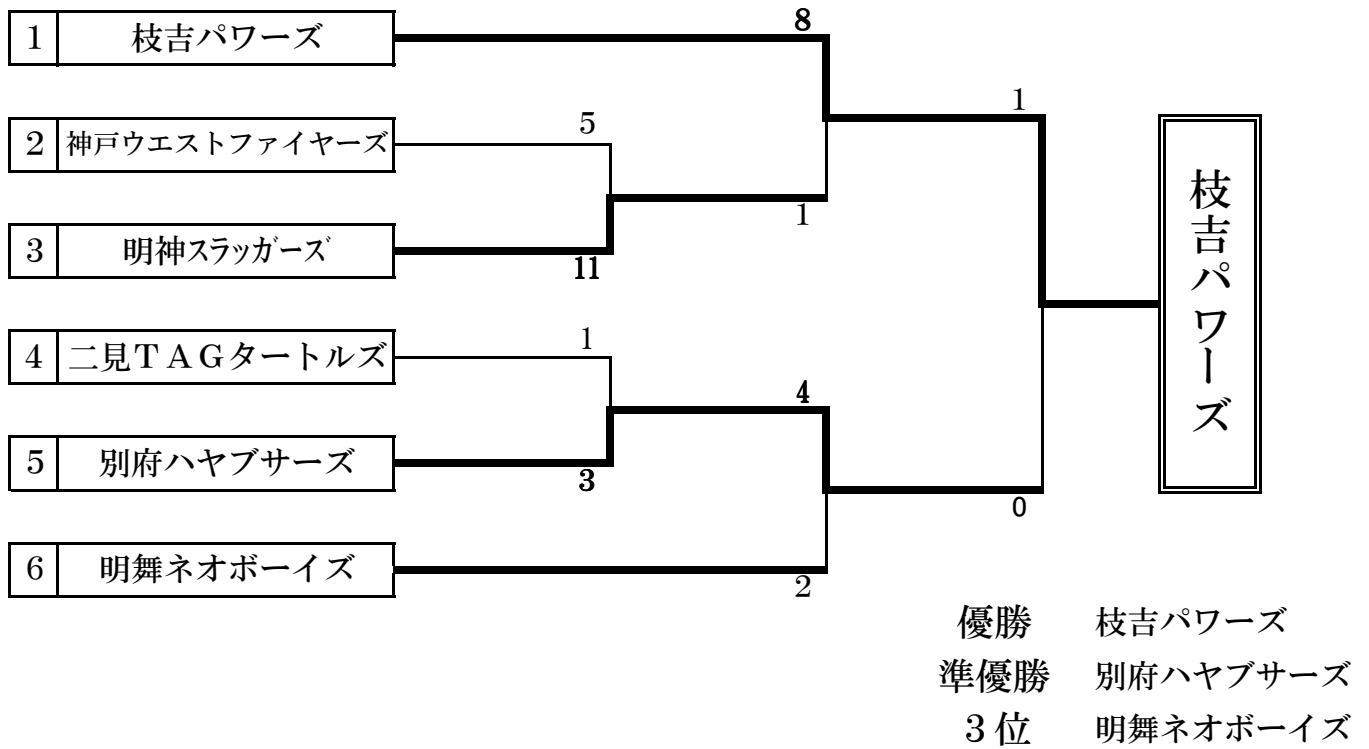 8
1 枝吉パワーズ
1
5
2 神戸ウエストファイヤーズ
1
3 明神スラッガーズ
11
1
4 二見ＴＡＧタートルズ
4
5 別府ハヤブサーズ
3
0
6 明舞ネオボーイズ
2
枝吉パワーズ
優勝 枝吉パワーズ
準優勝 別府ハヤブサーズ
３位 明舞ネオボーイズ